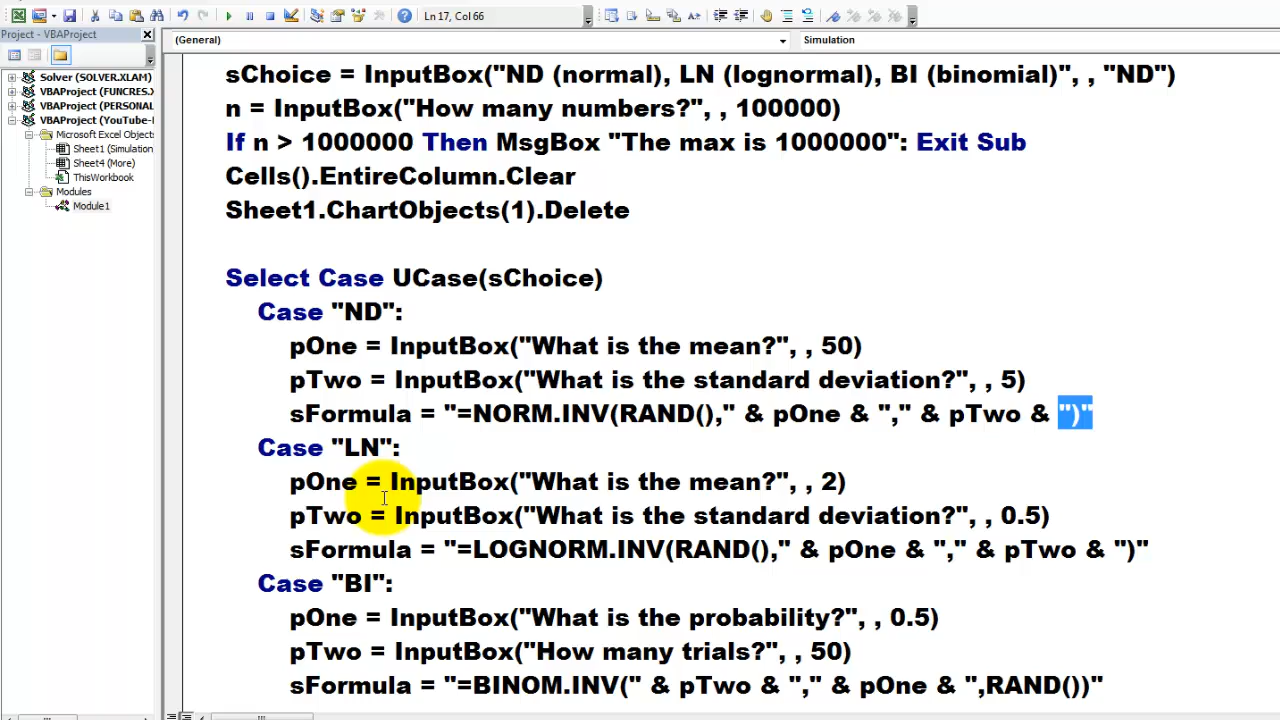 Ln 17, Col 66
Project - VBAProject
(General)
Simulation
Solver (SOLVER.XLAM)
VBAProject (FUNCRES.X
VBAProject (PERSONAL
VBAProject (YouTube-
Microsoft Excel Objects
Sheet1 (Simulation
Sheet4 (More)
ThisWorkbook
Modules
Module1
sChoice = InputBox("ND (normal), LN (lognormal), BI (binomial)", , "ND")
n = InputBox("How many numbers?", , 100000)
If n > 1000000 Then MsgBox "The max is 1000000": Exit Sub
Cells().EntireColumn.Clear
Sheet1.ChartObjects(1).Delete
Select Case UCase(sChoice)
Case "ND":
pOne = InputBox("What is the mean?", , 50)
pTwo = InputBox("What is the standard deviation?", , 5)
sFormula = "=NORM.INV(RAND()," & pOne & "," & pTwo & ")"
Case "LN":
pOne = InputBox("What is the mean?", , 2)
pTwo = InputBox("What is the standard deviation?", , 0.5)
sFormula = "=LOGNORM.INV(RAND()," & pOne & "," & pTwo & ")"
Case "BI":
pOne = InputBox("What is the probability?", , 0.5)
pTwo = InputBox("How many trials?", , 50)
sFormula = "=BINOM.INV(" & pTwo & "," & pOne & ",RAND())"